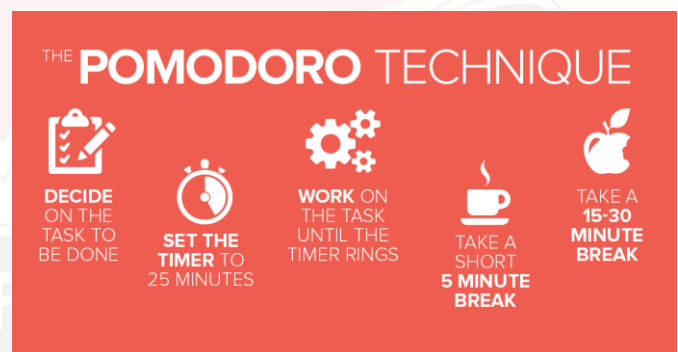 THE POMODORO TECHNIQUE
DECIDE
ON THE
TASK TO
BE DONE
SET THE
TIMER TO
25 MINUTES
WORK ON
THE TASK
UNTIL THE
TIMER RINGS
TAKE A
SHORT
5 MINUTE
BREAK
TAKE A
15-30
MINUTE
BREAK